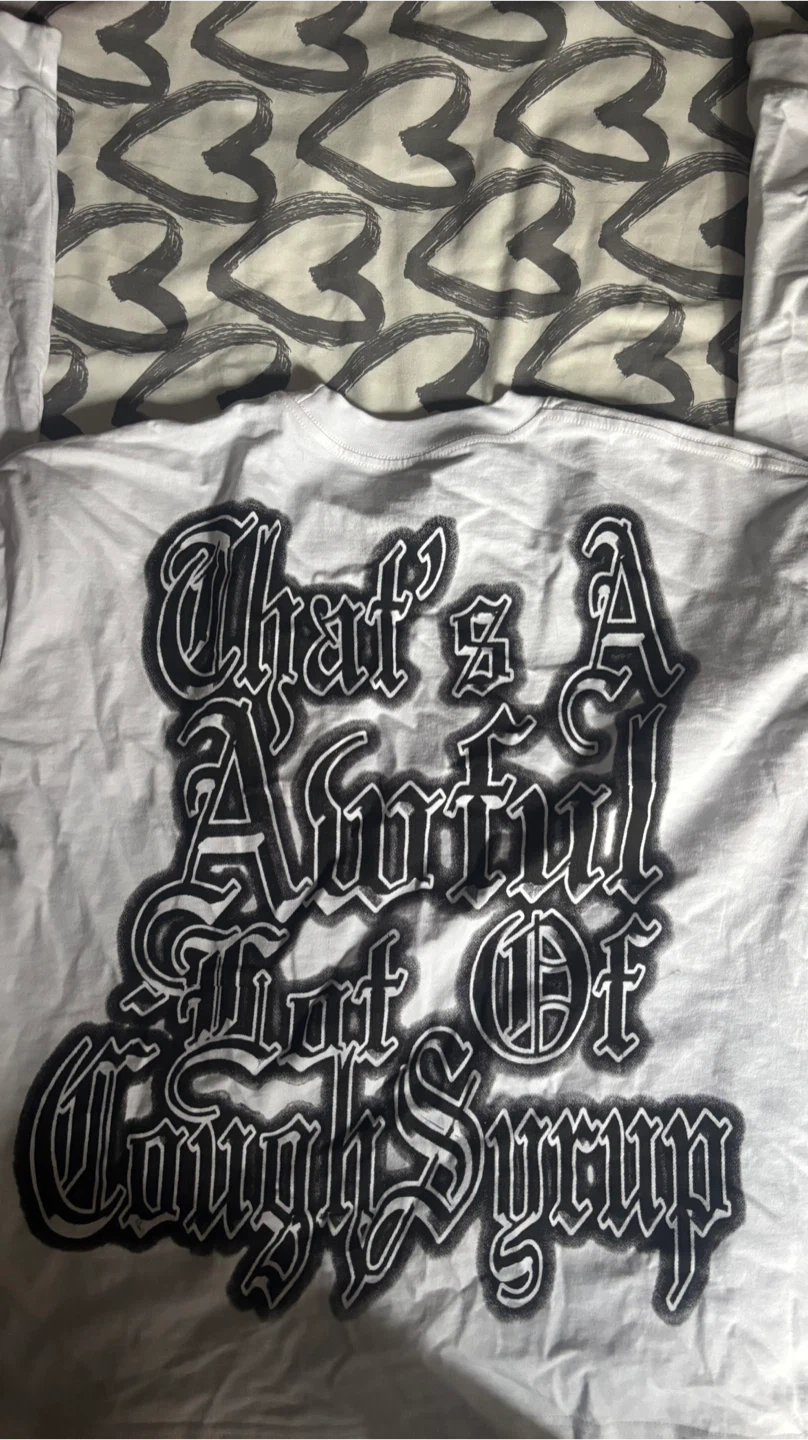 That's A
Awful
Lot Of
Cough Syrup